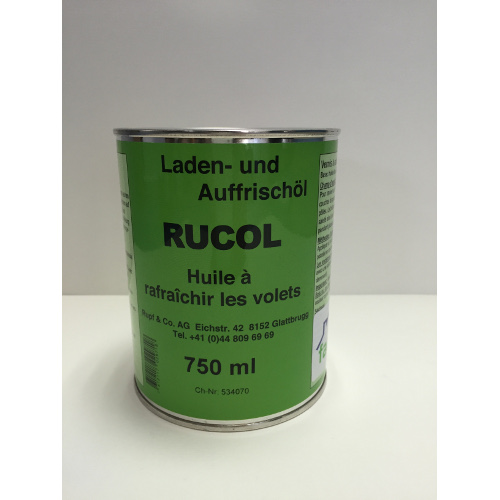 Laden- und
Auffrischöl
RUCOL
Huile à
rafraîchir les volets
Rupf & Co. AG Eichstr. 42 8152 Glattbrugg
Tel. +41 (0)44 809 69 69
750 ml
Ch-Nr. 534070